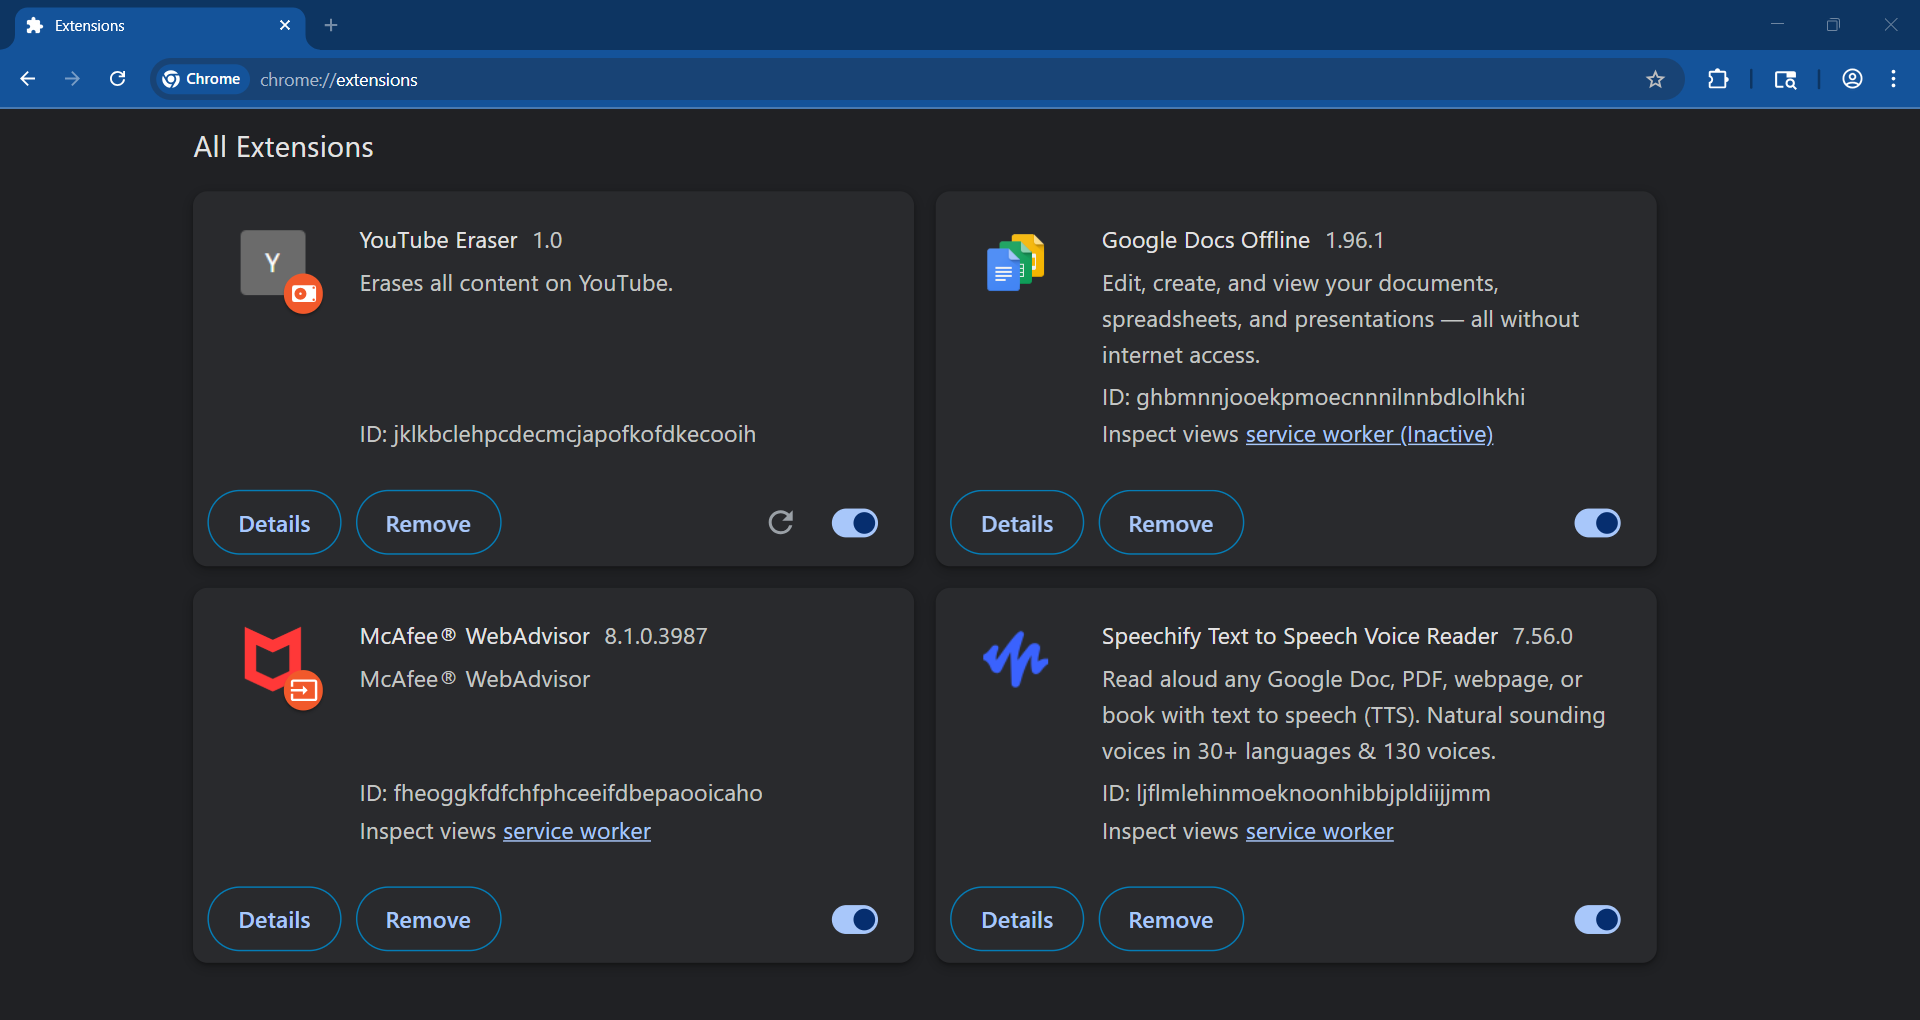 Extensions
Chrome
chrome://extensions
All Extensions
Y
YouTube Eraser 1.0
Erases all content on YouTube.
ID: jklkbclehpcdecmcjapofkofdkecooih
Details
Remove
Google Docs Offline 1.96.1
Edit, create, and view your documents,
spreadsheets, and presentations — all without
internet access.
ID: ghbmnnjooekpmoecnnnilnnbdlolhkhi
Inspect views service worker (Inactive)
Details
Remove
McAfee® WebAdvisor 8.1.0.3987
McAfee® WebAdvisor
ID: fheoggkfdfchfphceeifdbepaooicaho
Inspect views service worker
Details
Remove
Speechify Text to Speech Voice Reader 7.56.0
Read aloud any Google Doc, PDF, webpage, or
book with text to speech (TTS). Natural sounding
voices in 30+ languages & 130 voices.
ID: ljflmlehinmoeknoonhibbjpldiijjmm
Inspect views service worker
Details
Remove